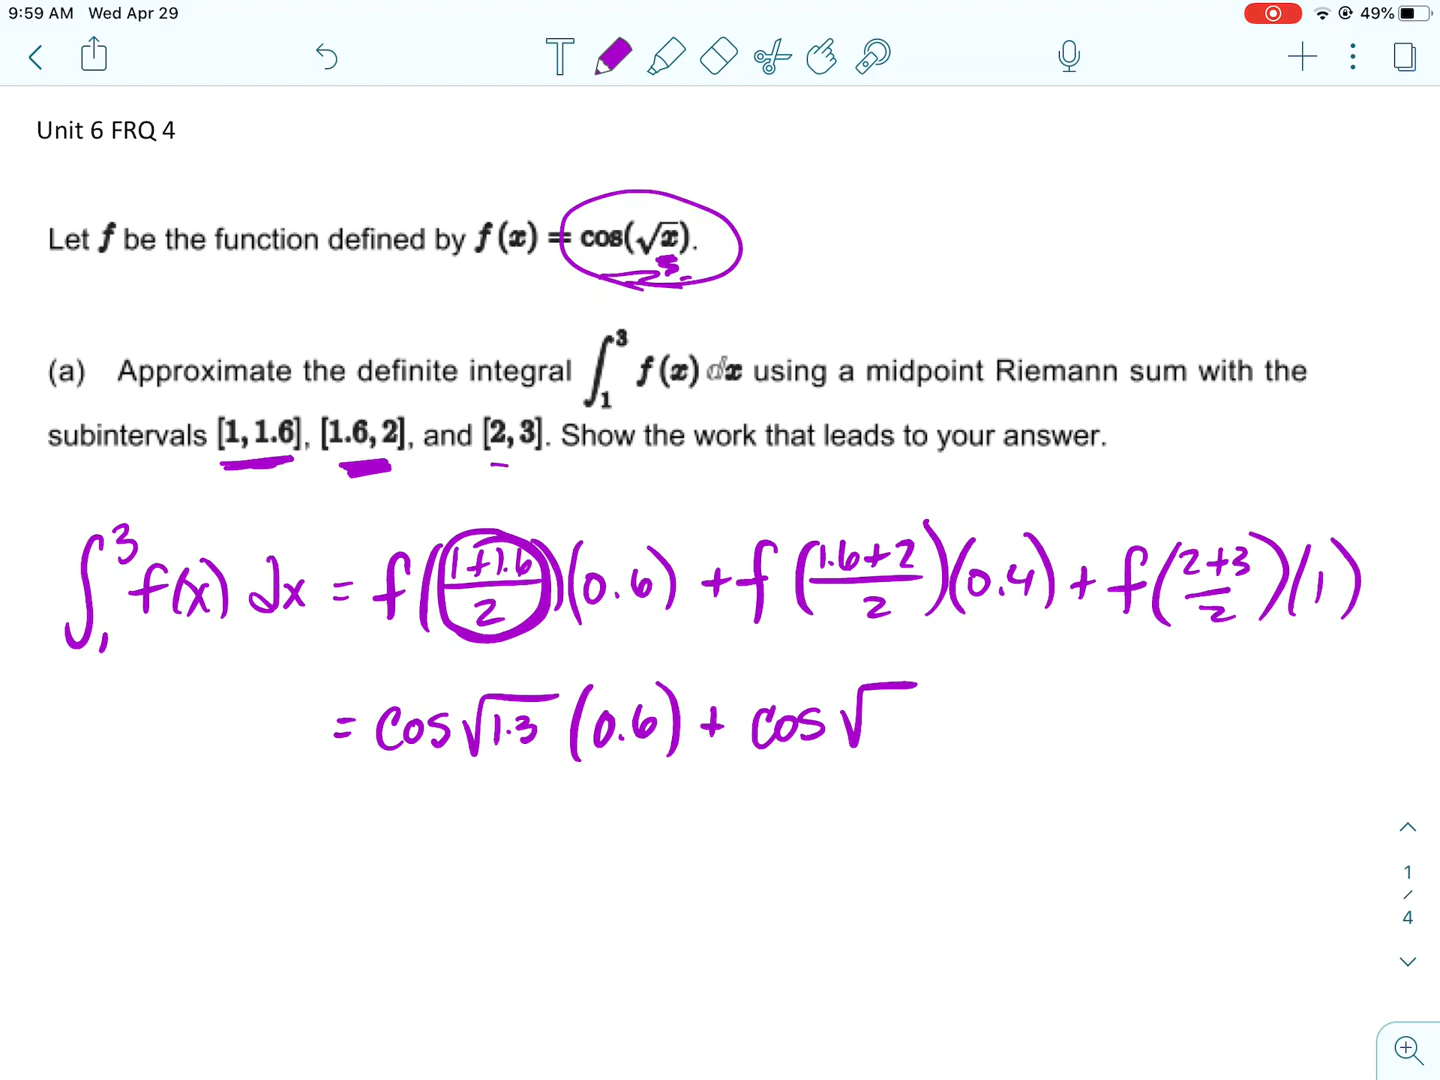 9:59 AM Wed Apr 29 49%
T
Unit 6 FRQ 4
Let f be the function defined by f(x) = cos(√x).
(a) Approximate the definite integral ∫₁³ f(x) dx using a midpoint Riemann sum with the
subintervals [1, 1.6], [1.6, 2], and [2, 3]. Show the work that leads to your answer.
∫₁³ f(x) dx = f((1+1.6)/2)(0.6) + f((1.6+2)/2)(0.4) + f((2+3)/2)(1)
= cos√1.3 (0.6) + cos√
1
/
4